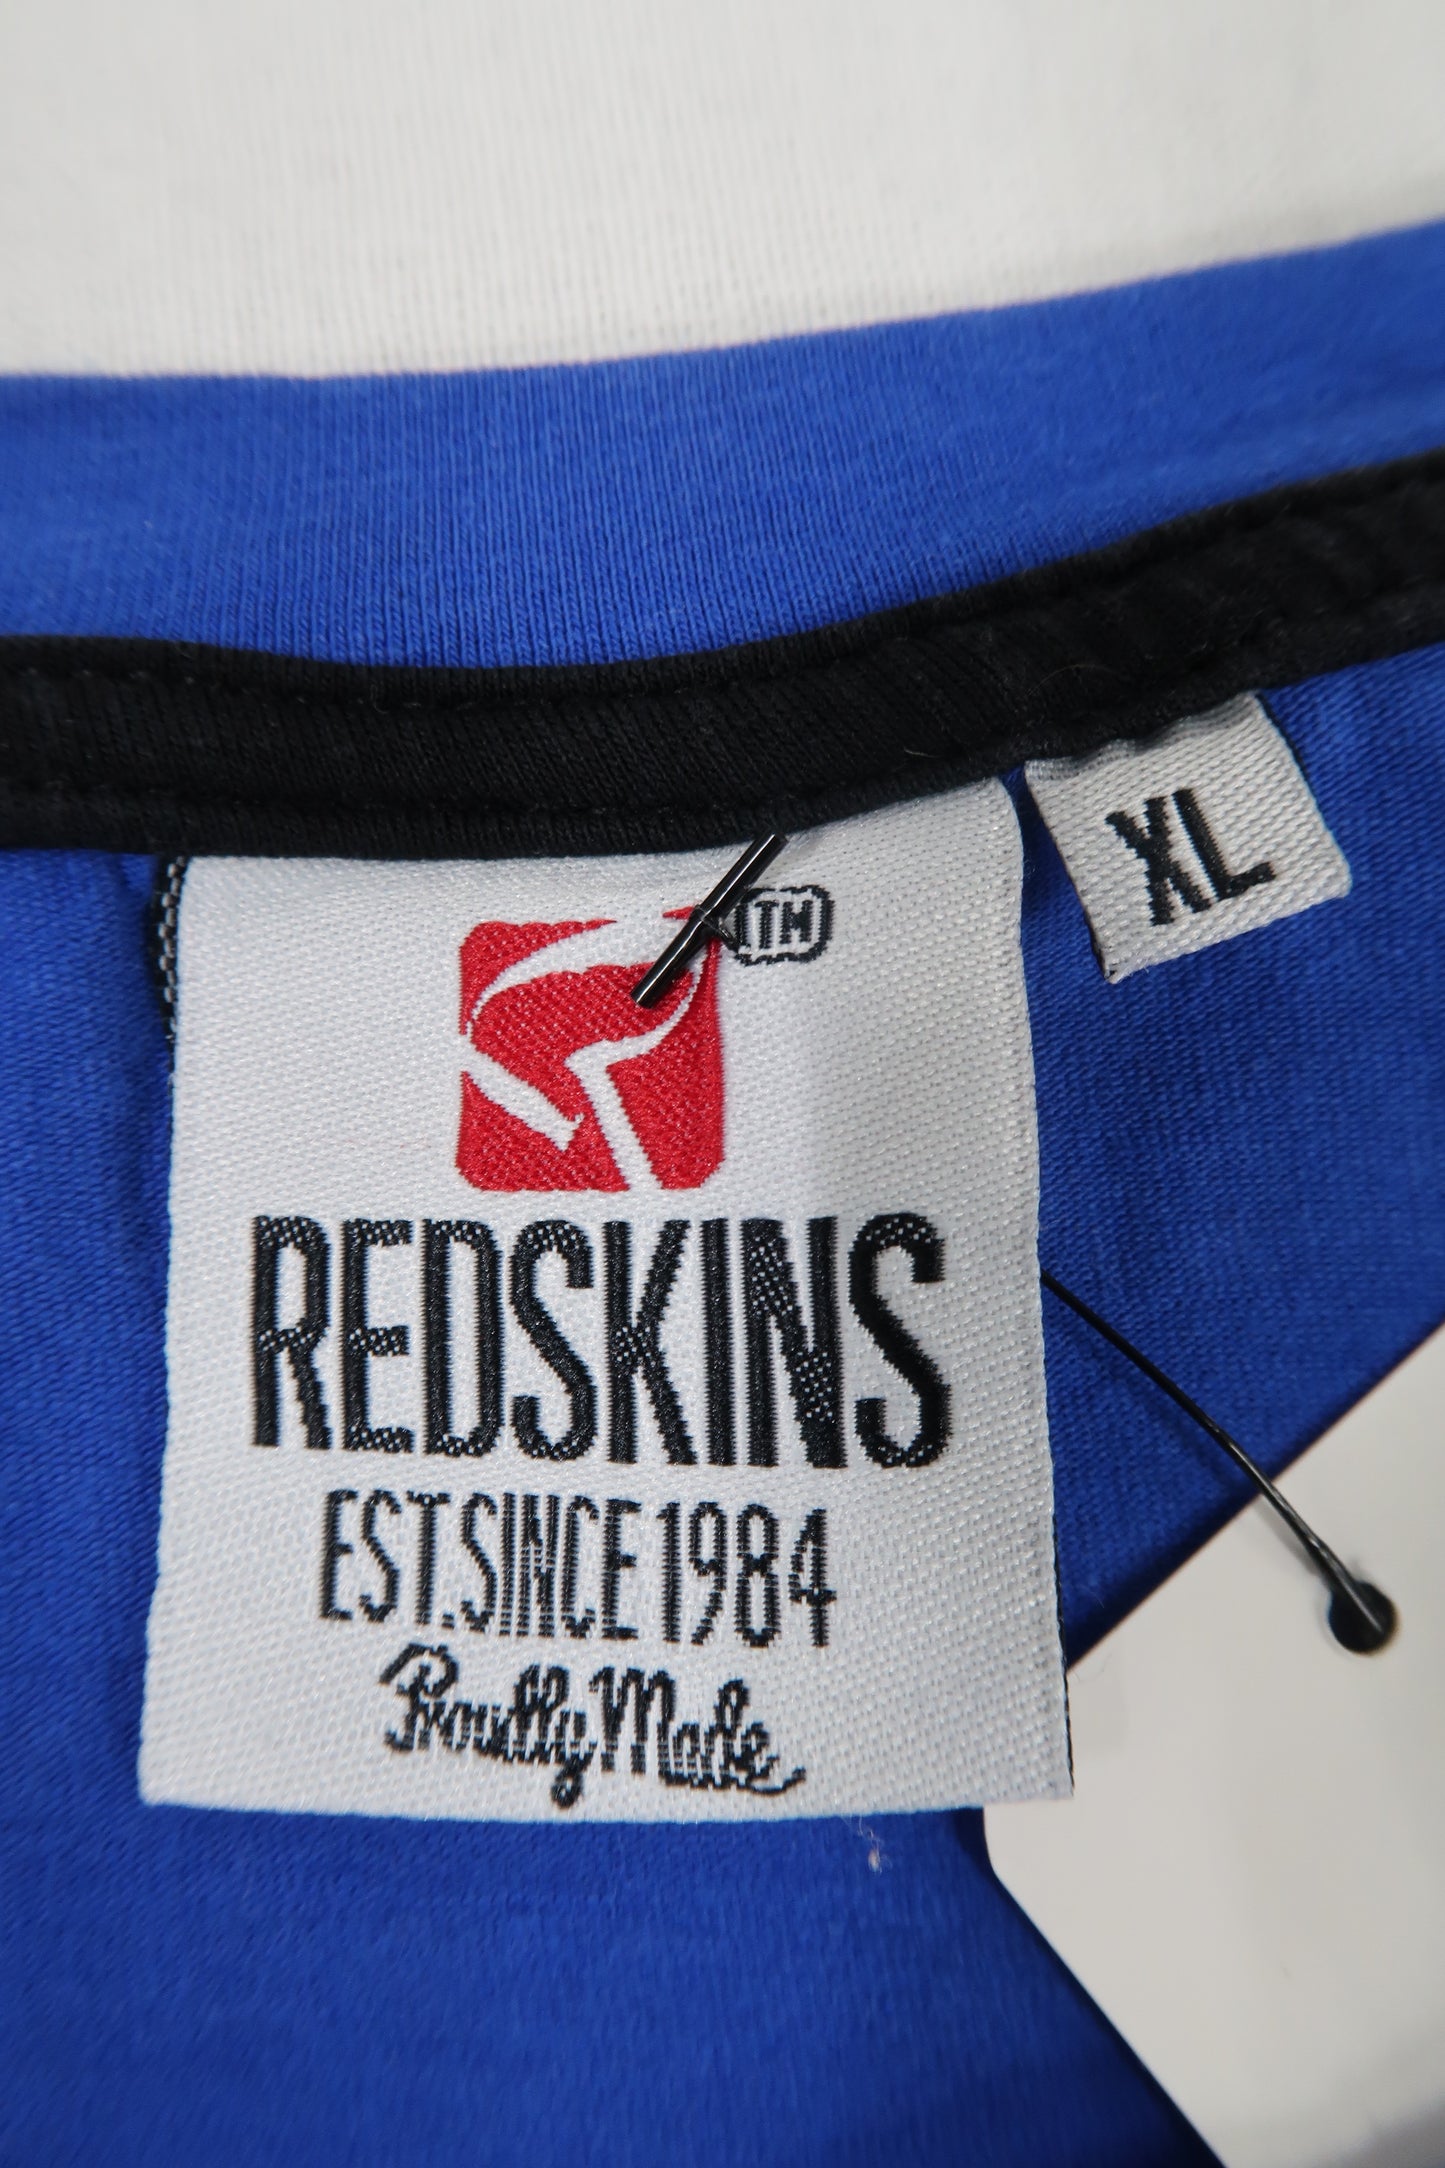 TM
XL
REDSKINS
EST. SINCE 1984
Proudly Made